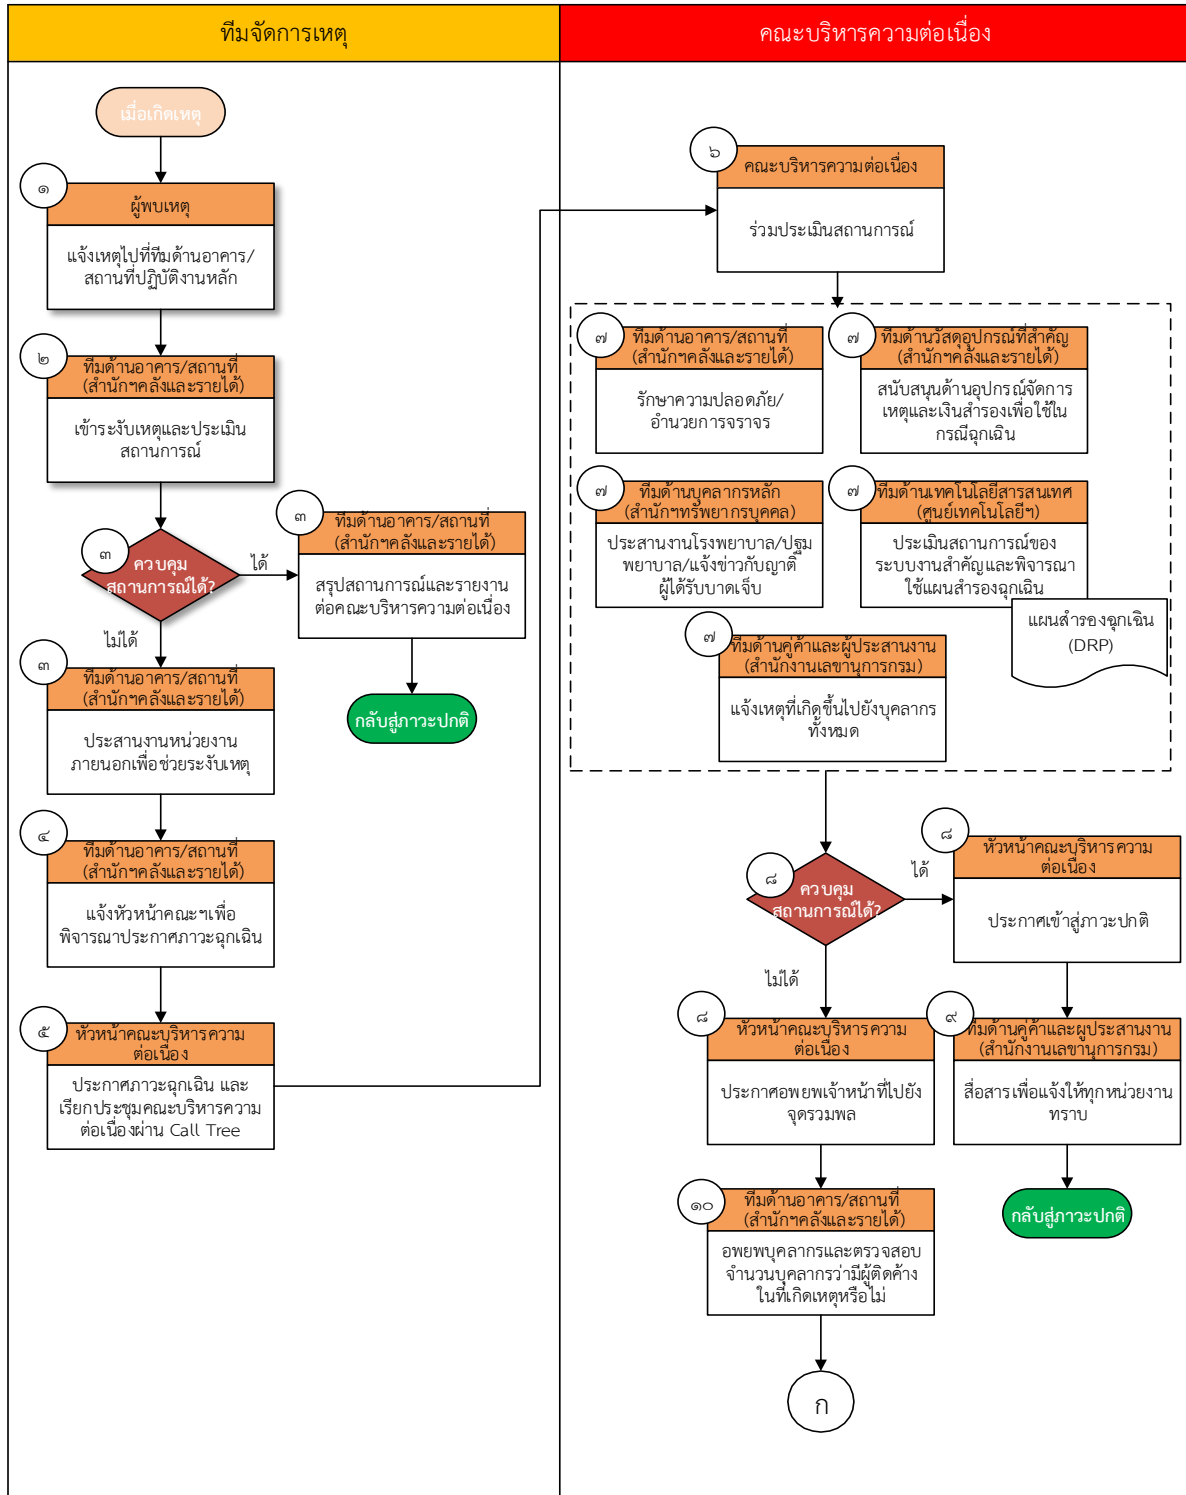 ทีมจัดการเหตุ
คณะบริหารความต่อเนื่อง
เมื่อเกิดเหตุ
๑
ผู้พบเหตุ
แจ้งเหตุไปที่ทีมด้านอาคาร/
สถานที่ปฏิบัติงานหลัก
๒
ทีมด้านอาคาร/สถานที่
(สำนักฯคลังและรายได้)
เข้าระงับเหตุและประเมิน
สถานการณ์
๓
ควบคุม
สถานการณ์ได้?
ได้
ไม่ได้
๓
ทีมด้านอาคาร/สถานที่
(สำนักฯคลังและรายได้)
สรุปสถานการณ์และรายงาน
ต่อคณะบริหารความต่อเนื่อง
กลับสู่ภาวะปกติ
๓
ทีมด้านอาคาร/สถานที่
(สำนักฯคลังและรายได้)
ประสานงานหน่วยงาน
ภายนอกเพื่อช่วยระงับเหตุ
๔
ทีมด้านอาคาร/สถานที่
(สำนักฯคลังและรายได้)
แจ้งหัวหน้าคณะฯเพื่อ
พิจารณาประกาศภาวะฉุกเฉิน
๕
หัวหน้าคณะบริหารความ
ต่อเนื่อง
ประกาศภาวะฉุกเฉิน และ
เรียกประชุมคณะบริหารความ
ต่อเนื่องผ่าน Call Tree
๖
คณะบริหารความต่อเนื่อง
ร่วมประเมินสถานการณ์
๗
ทีมด้านอาคาร/สถานที่
(สำนักฯคลังและรายได้)
รักษาความปลอดภัย/
อำนวยการจราจร
๗
ทีมด้านวัสดุอุปกรณ์ที่สำคัญ
(สำนักฯคลังและรายได้)
สนับสนุนด้านอุปกรณ์จัดการ
เหตุและเงินสำรองเพื่อใช้ใน
กรณีฉุกเฉิน
๗
ทีมด้านบุคลากรหลัก
(สำนักฯทรัพยากรบุคคล)
ประสานงานโรงพยาบาล/ปฐม
พยาบาล/แจ้งข่าวกับญาติ
ผู้ได้รับบาดเจ็บ
๗
ทีมด้านเทคโนโลยีสารสนเทศ
(ศูนย์เทคโนโลยีฯ)
ประเมินสถานการณ์ของ
ระบบงานสำคัญและพิจารณา
ใช้แผนสำรองฉุกเฉิน
แผนสำรองฉุกเฉิน
(DRP)
๗
ทีมด้านคู่ค้าและผู้ประสานงาน
(สำนักงานเลขานุการกรม)
แจ้งเหตุที่เกิดขึ้นไปยังบุคลากร
ทั้งหมด
๘
ควบคุม
สถานการณ์ได้?
ได้
ไม่ได้
๘
หัวหน้าคณะบริหารความ
ต่อเนื่อง
ประกาศเข้าสู่ภาวะปกติ
๘
หัวหน้าคณะบริหารความ
ต่อเนื่อง
ประกาศอพยพเจ้าหน้าที่ไปยัง
จุดรวมพล
๙
ทีมด้านคู่ค้าและผู้ประสานงาน
(สำนักงานเลขานุการกรม)
สื่อสารเพื่อแจ้งให้ทุกหน่วยงาน
ทราบ
กลับสู่ภาวะปกติ
๑๐
ทีมด้านอาคาร/สถานที่
(สำนักฯคลังและรายได้)
อพยพบุคลากรและตรวจสอบ
จำนวนบุคลากรว่ามีผู้ติดค้าง
ในที่เกิดเหตุหรือไม่
ก